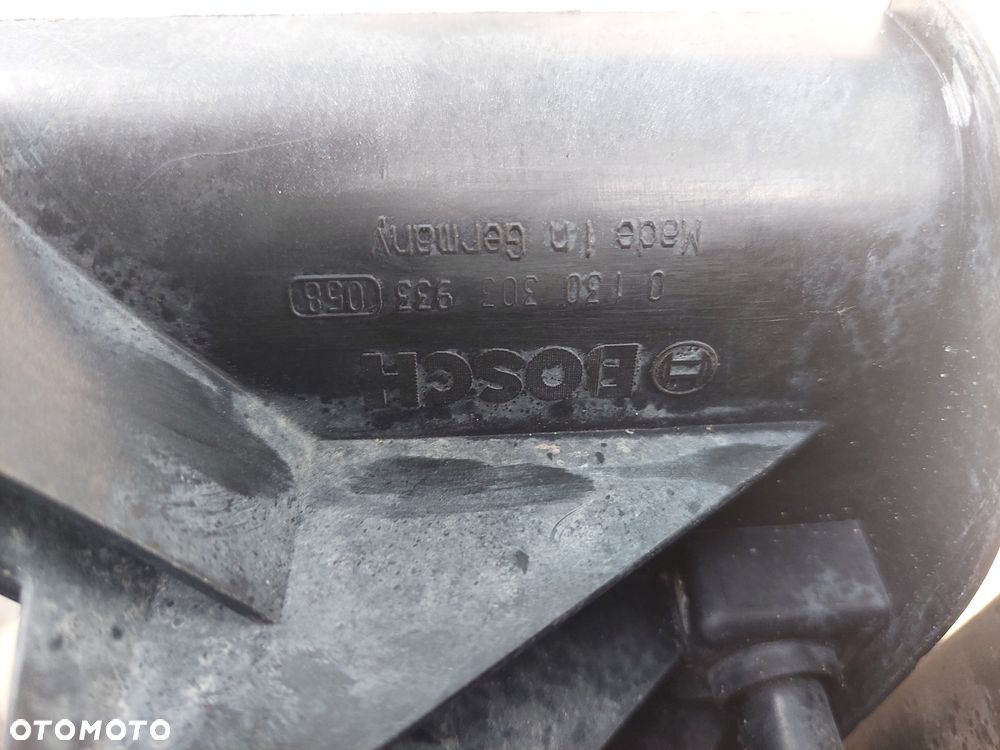 BOSCH
0 130 303 933 058
Made in Germany
OTOMOTO